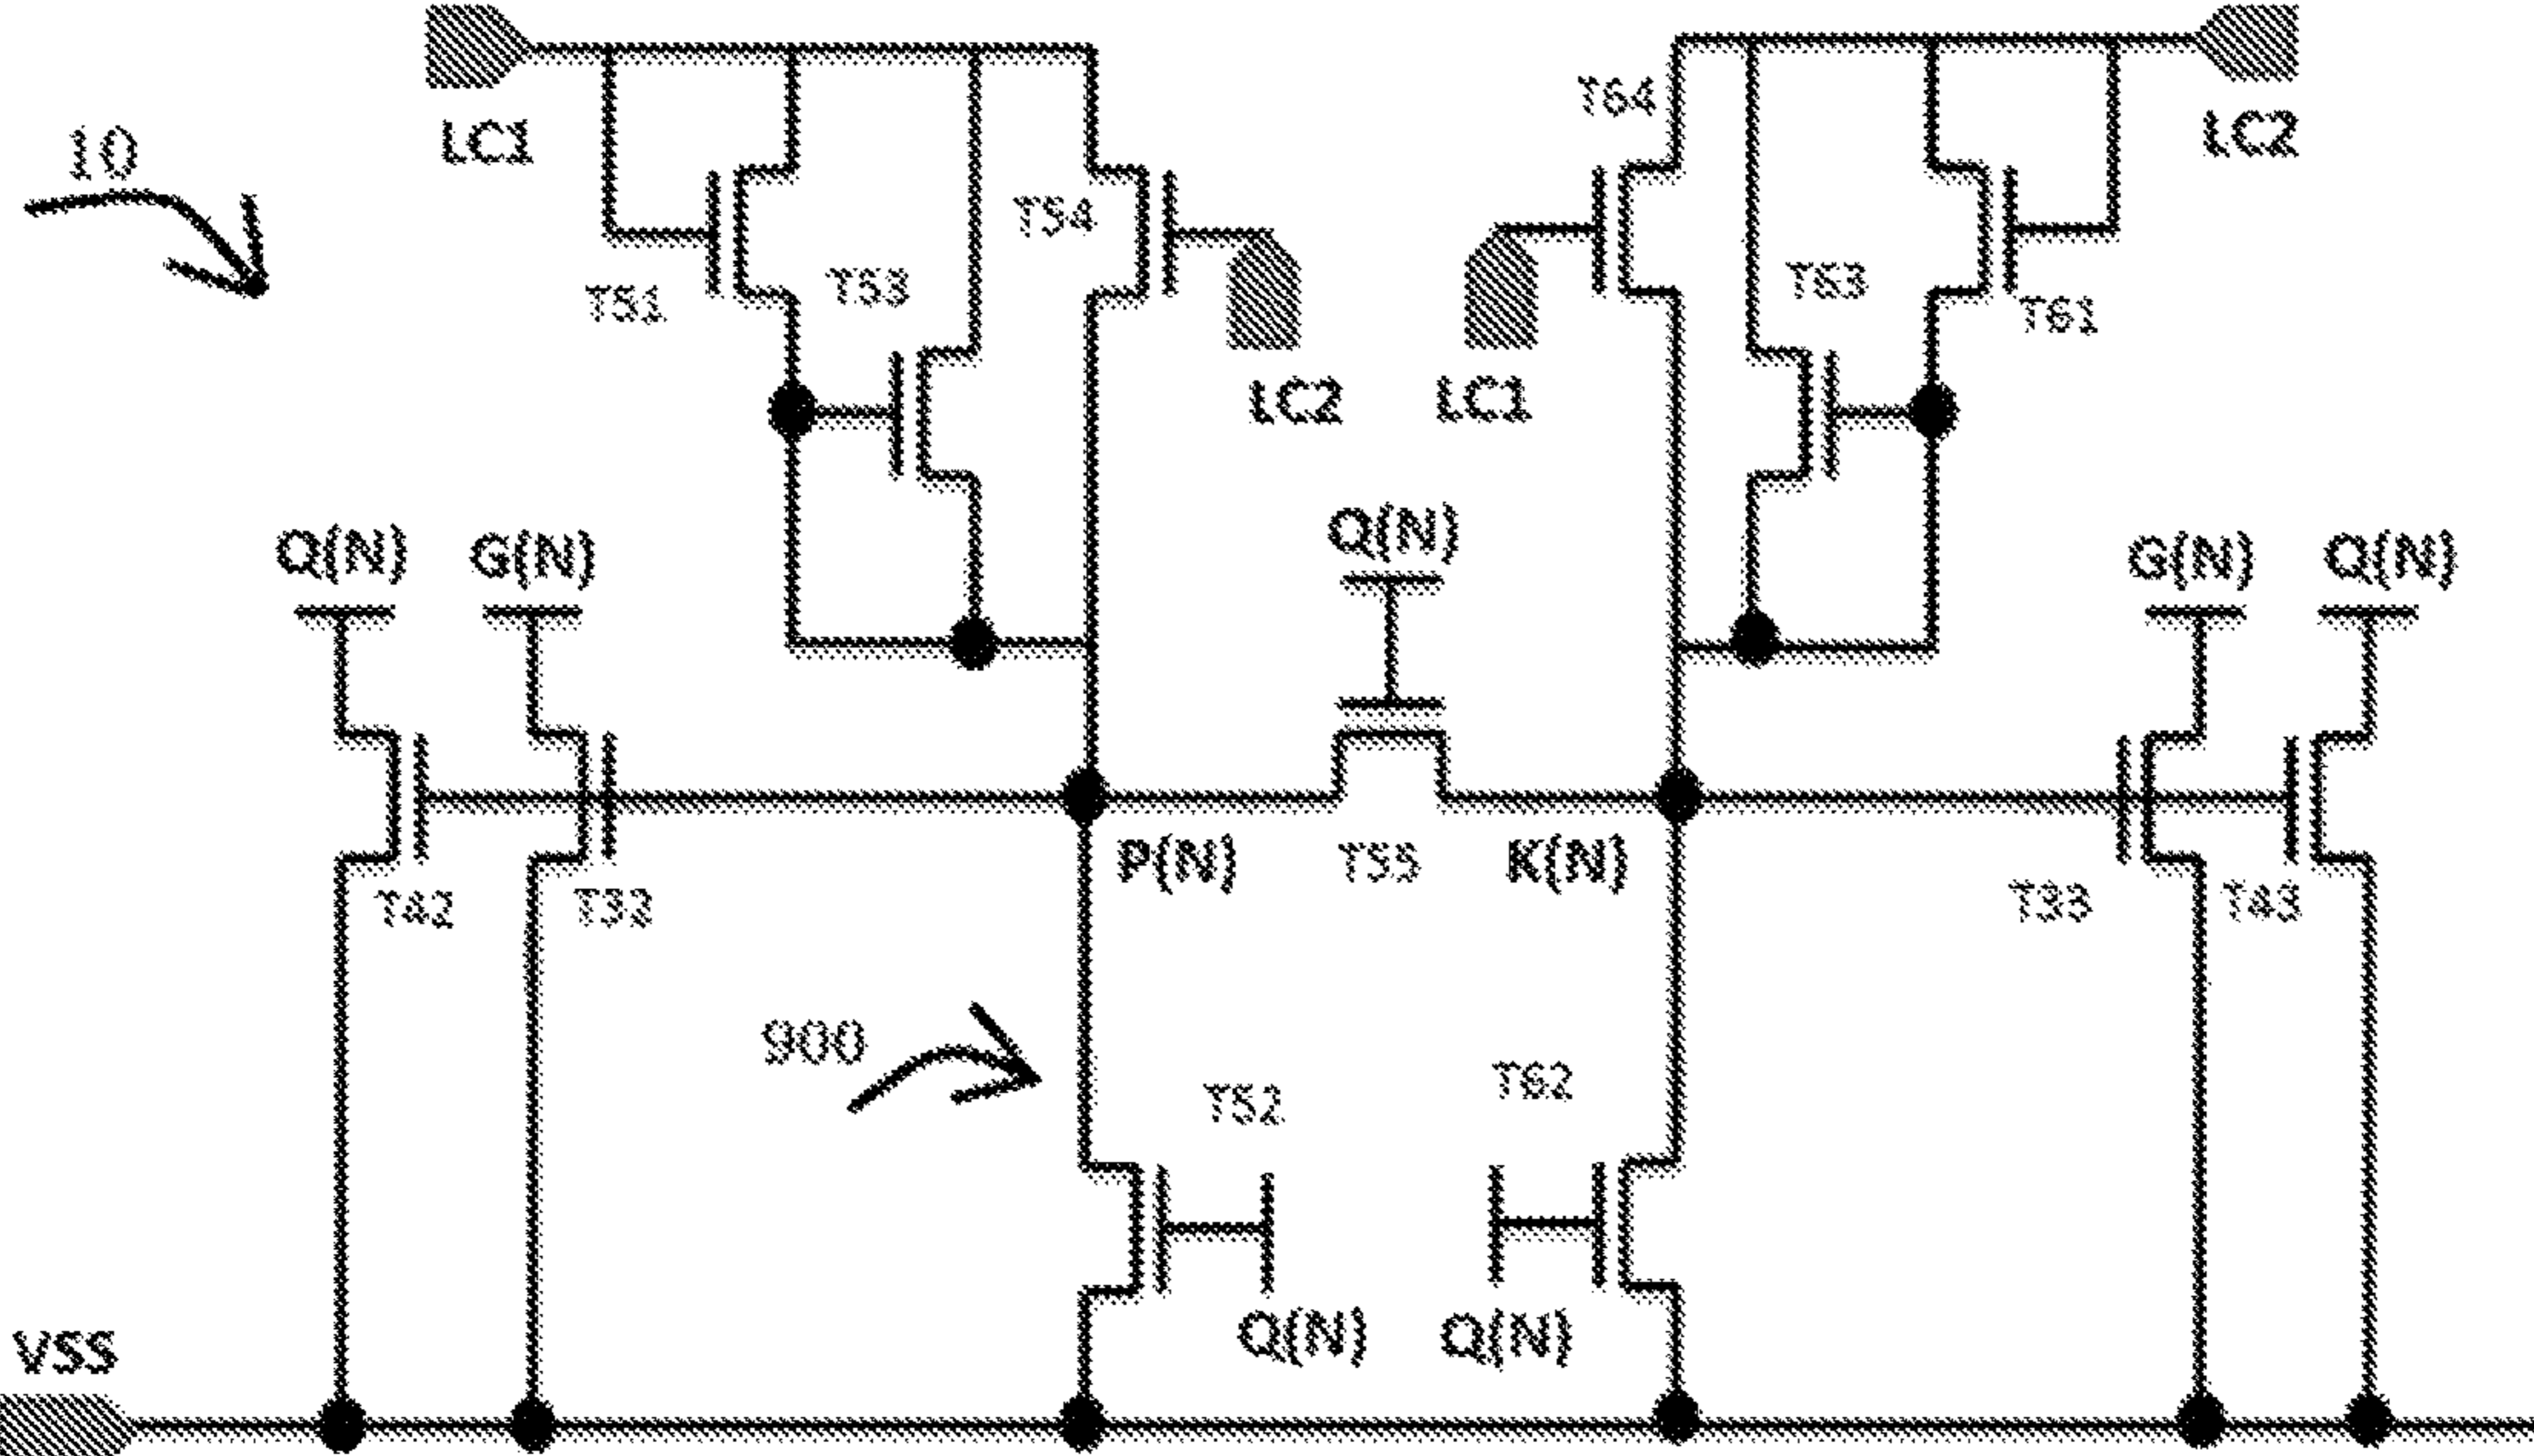 10
LC1
T51
T53
T54
LC2
T64
LC1
T63
T61
LC2
Q(N)
G(N)
Q(N)
G(N)
Q(N)
T42
T32
P(N)
T55
K(N)
T33
T43
900
T52
T62
Q(N)
Q(N)
VSS